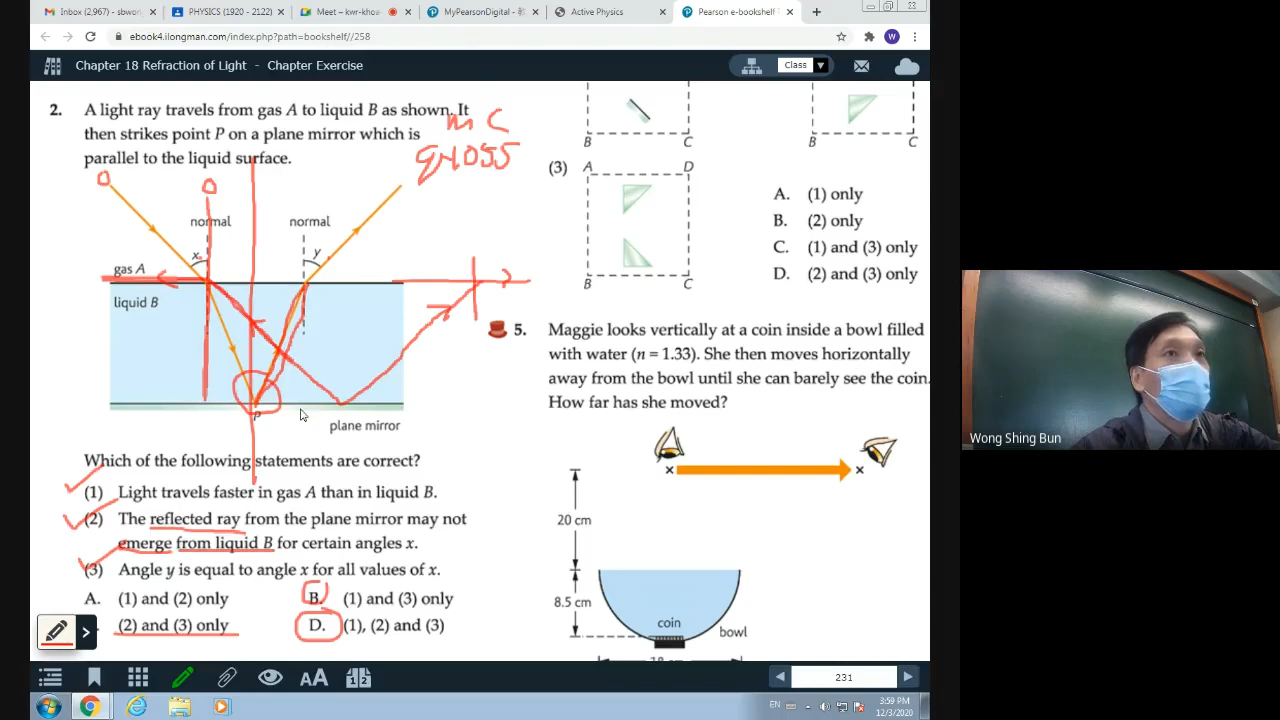 Inbox (2,967) - sbwong
PHYSICS (1920 - 2122)
Meet – kwr-khoa
MyPearsonDigital -
Active Physics
Pearson e-bookshelf
ebook4.ilongman.com/index.php?path=bookshelf//258
W
Chapter 18 Refraction of Light - Chapter Exercise
Class
2. A light ray travels from gas A to liquid B as shown. It
then strikes point P on a plane mirror which is
parallel to the liquid surface.
m C
normal
normal
x
y
gas A
liquid B
P
plane mirror
Which of the following statements are correct?
(1) Light travels faster in gas A than in liquid B.
(2) The reflected ray from the plane mirror may not
emerge from liquid B for certain angles x.
(3) Angle y is equal to angle x for all values of x.
A. (1) and (2) only
B. (1) and (3) only
(2) and (3) only
D. (1), (2) and (3)
B
C
B
C
(3)
A
D
B
C
A. (1) only
B. (2) only
C. (1) and (3) only
D. (2) and (3) only
5. Maggie looks vertically at a coin inside a bowl filled
with water (n = 1.33). She then moves horizontally
away from the bowl until she can barely see the coin.
How far has she moved?
20 cm
8.5 cm
coin
bowl
18 cm
Wong Shing Bun
AA
1 2
231
EN
3:59 PM
12/3/2020